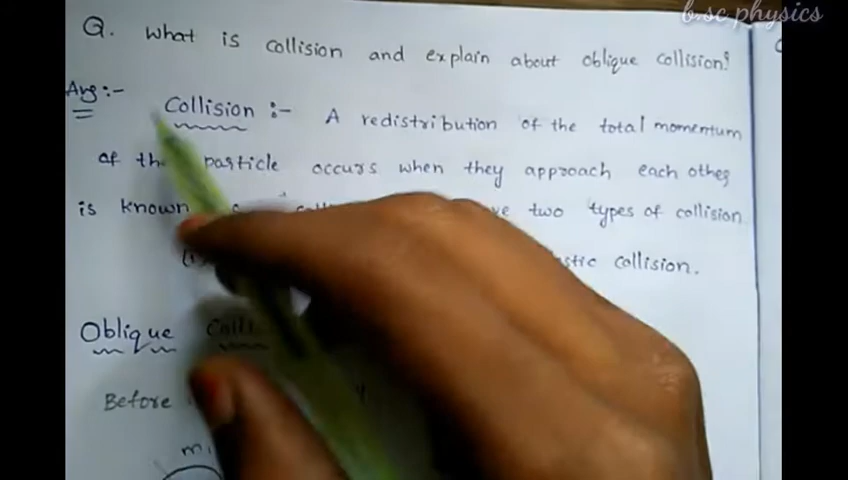 b.sc physics
Q. What is collision and explain about oblique collision?
Ans:-
Collision :- A redistribution of the total momentum
of the particle occurs when they approach each other
is known two types of collision
collision.
Oblique
Before